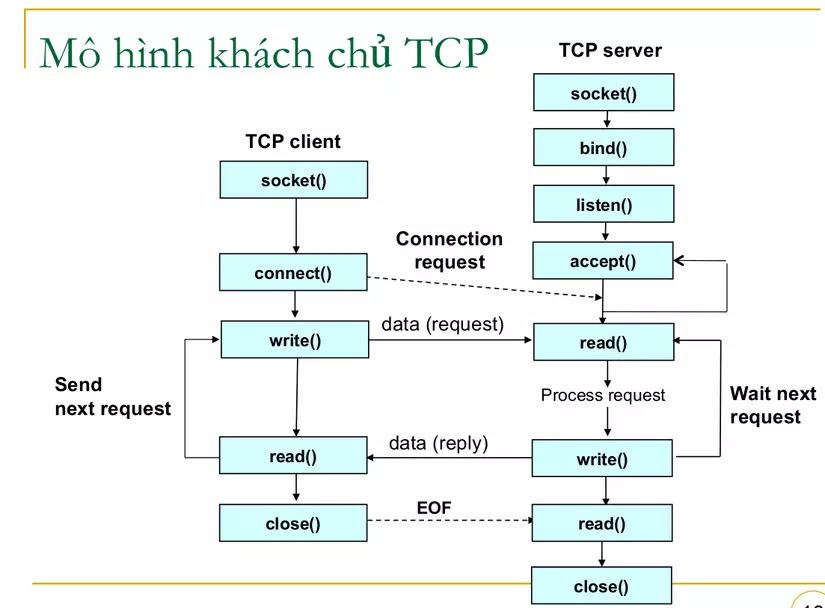 Mô hình khách chủ TCP
TCP server
socket()
bind()
listen()
accept()
TCP client
socket()
Connection
request
connect()
write()
data (request)
read()
Send
next request
Process request
Wait next
request
read()
data (reply)
write()
close()
EOF
read()
close()